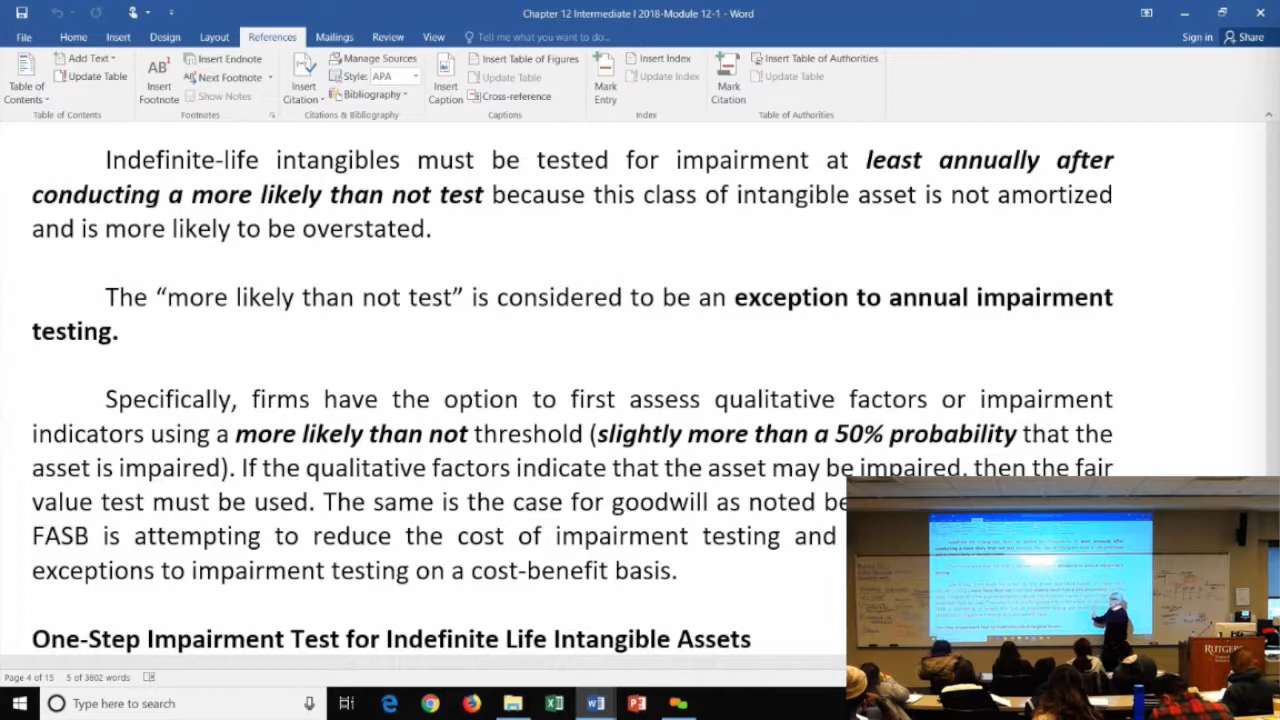 Chapter 12 Intermediate I 2018-Module 12-1 - Word
File Home Insert Design Layout References Mailings Review View Tell me what you want to do... Sign in Share
Table of Contents
Add Text
Update Table
Table of Contents
AB1
Insert Footnote
Insert Endnote
Next Footnote
Show Notes
Footnotes
Insert Citation
Manage Sources
Style: APA
Bibliography
Citations & Bibliography
Insert Caption
Insert Table of Figures
Update Table
Cross-reference
Captions
Mark Entry
Insert Index
Update Index
Index
Mark Citation
Insert Table of Authorities
Update Table
Table of Authorities
Indefinite-life intangibles must be tested for impairment at least annually after
conducting a more likely than not test because this class of intangible asset is not amortized
and is more likely to be overstated.
The “more likely than not test” is considered to be an exception to annual impairment
testing.
Specifically, firms have the option to first assess qualitative factors or impairment
indicators using a more likely than not threshold (slightly more than a 50% probability that the
asset is impaired). If the qualitative factors indicate that the asset may be impaired, then the fair
value test must be used. The same is the case for goodwill as noted
FASB is attempting to reduce the cost of impairment testing and
exceptions to impairment testing on a cost-benefit basis.
One-Step Impairment Test for Indefinite Life Intangible Assets
Page 4 of 15 5 of 3602 words
Type here to search
RUTGERS